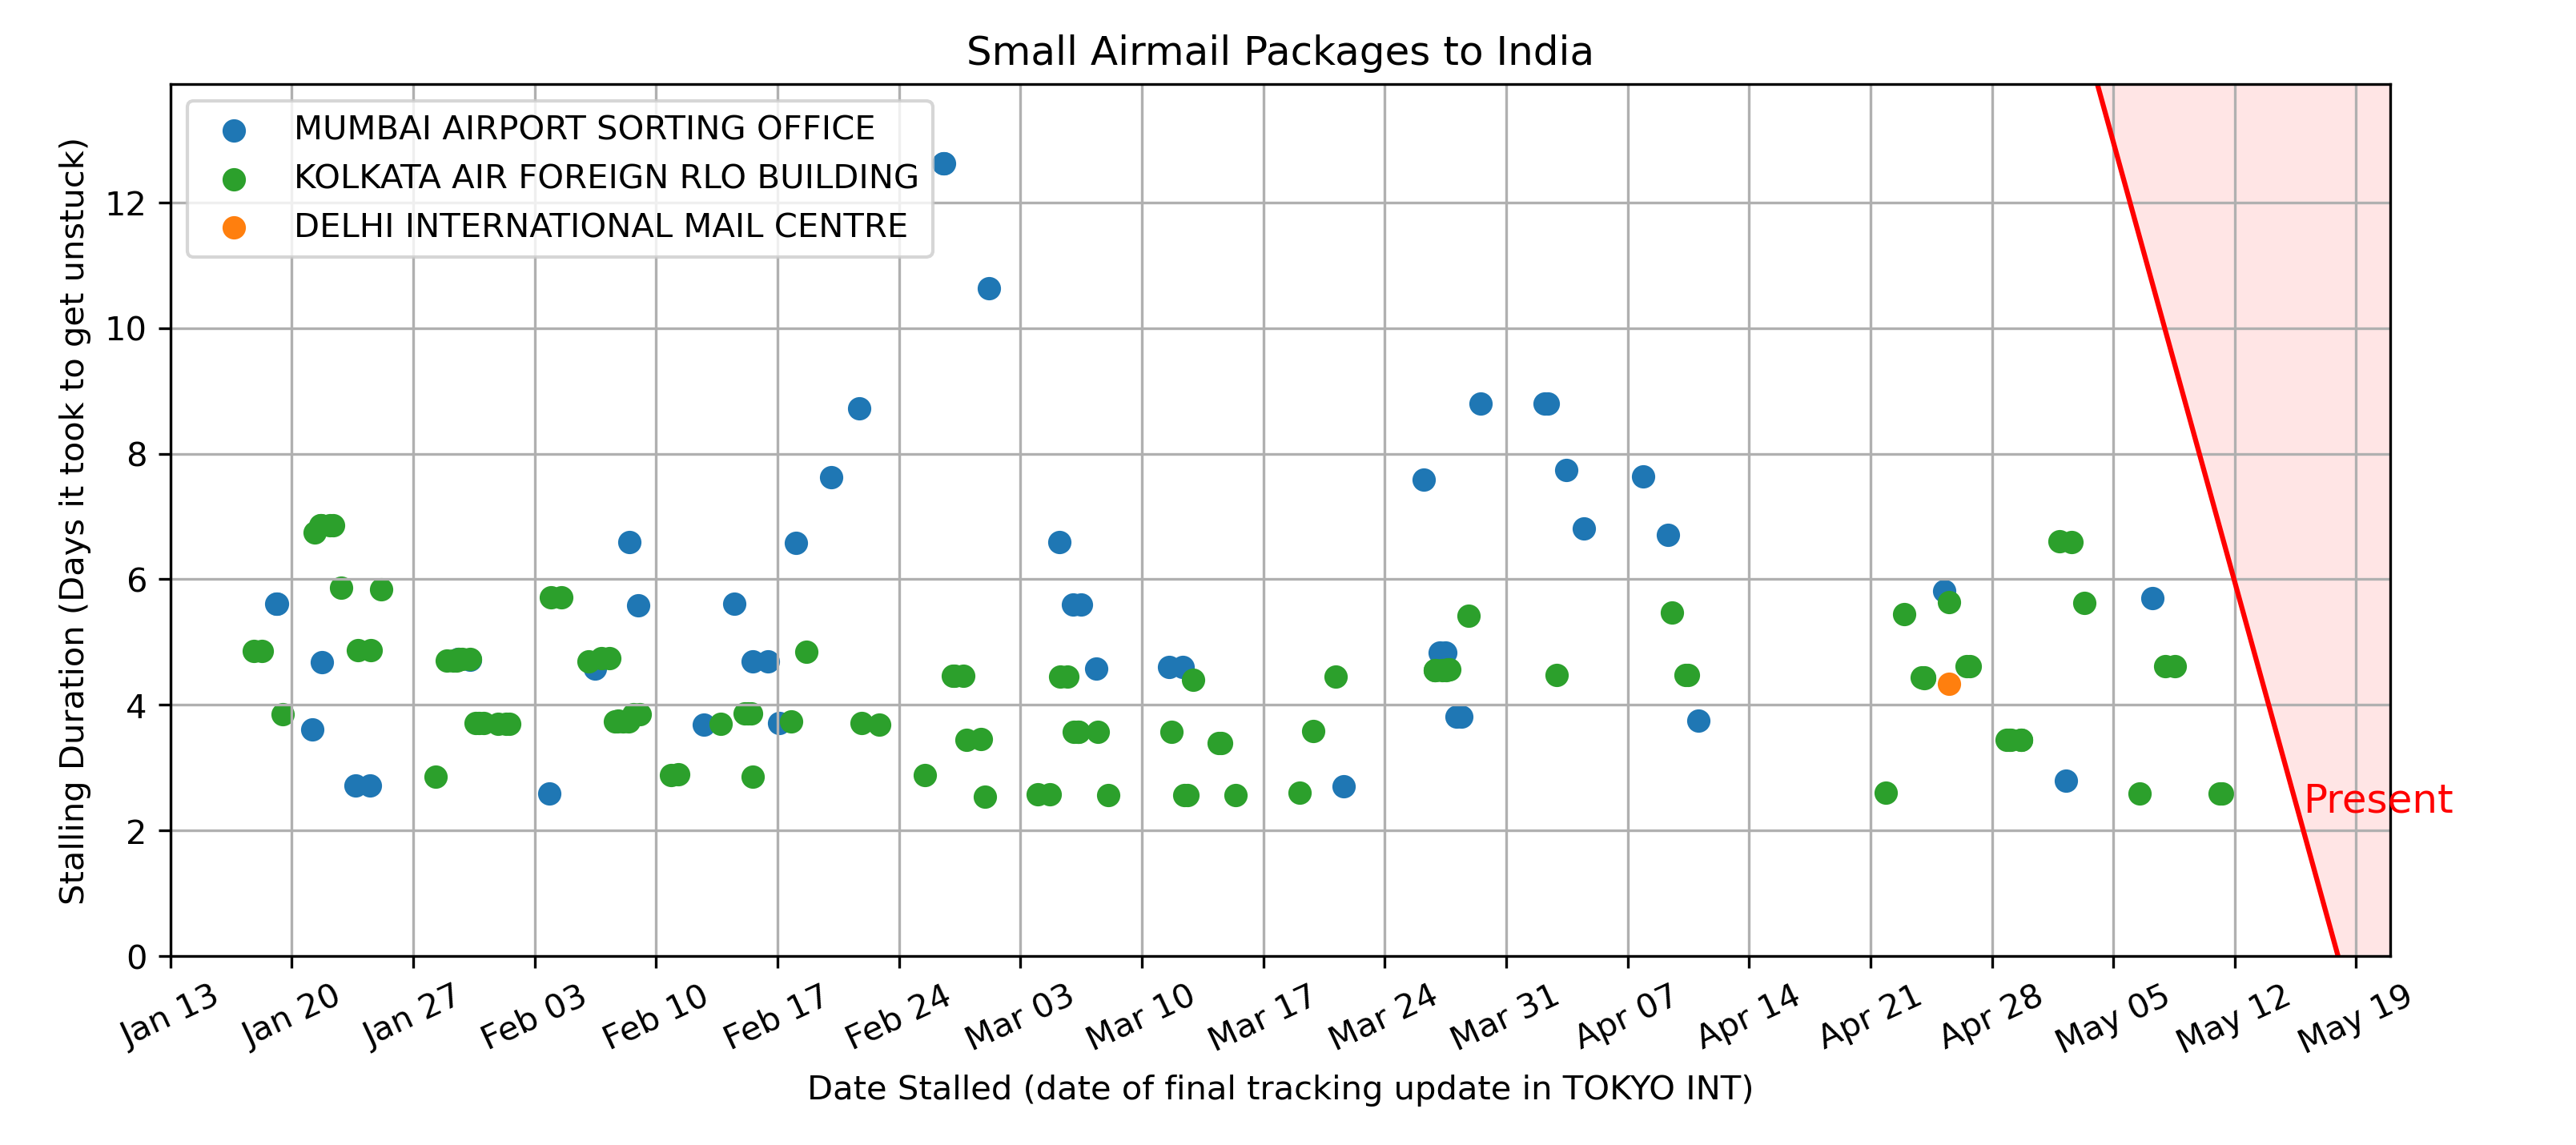 Small Airmail Packages to India
MUMBAI AIRPORT SORTING OFFICE
KOLKATA AIR FOREIGN RLO BUILDING
DELHI INTERNATIONAL MAIL CENTRE
Stalling Duration (Days it took to get unstuck)
12
10
8
6
4
2
0
Present
Jan 13
Jan 20
Jan 27
Feb 03
Feb 10
Feb 17
Feb 24
Mar 03
Mar 10
Mar 17
Mar 24
Mar 31
Apr 07
Apr 14
Apr 21
Apr 28
May 05
May 12
May 19
Date Stalled (date of final tracking update in TOKYO INT)